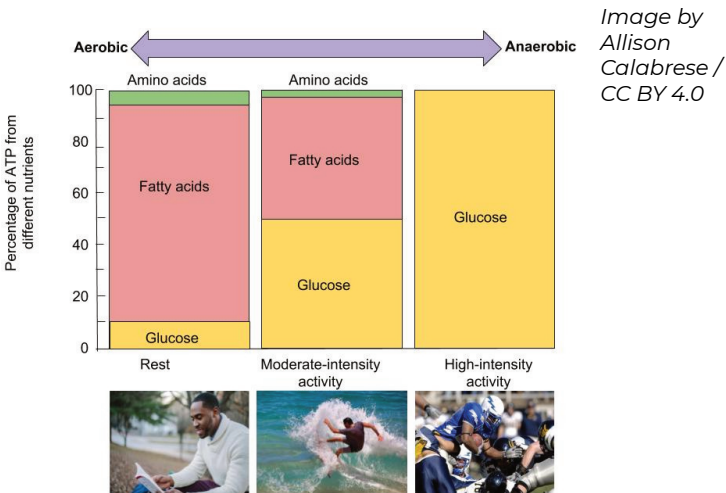 Image by
Allison
Calabrese /
CC BY 4.0
Aerobic
Anaerobic
Percentage of ATP from
different nutrients
100
80
60
40
20
0
Amino acids
Fatty acids
Glucose
Amino acids
Fatty acids
Glucose
Glucose
Rest
Moderate-intensity
activity
High-intensity
activity